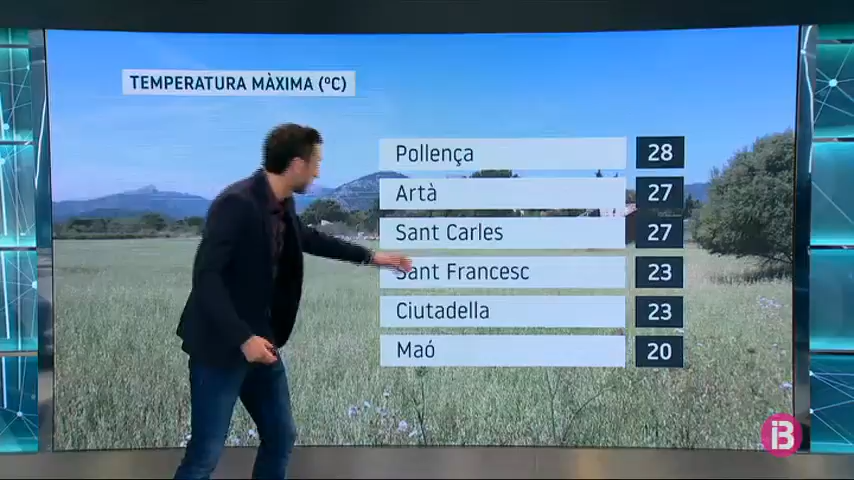 TEMPERATURA MÀXIMA (ºC)
Pollença 28
Artà 27
Sant Carles 27
Sant Francesc 23
Ciutadella 23
Maó 20
IB